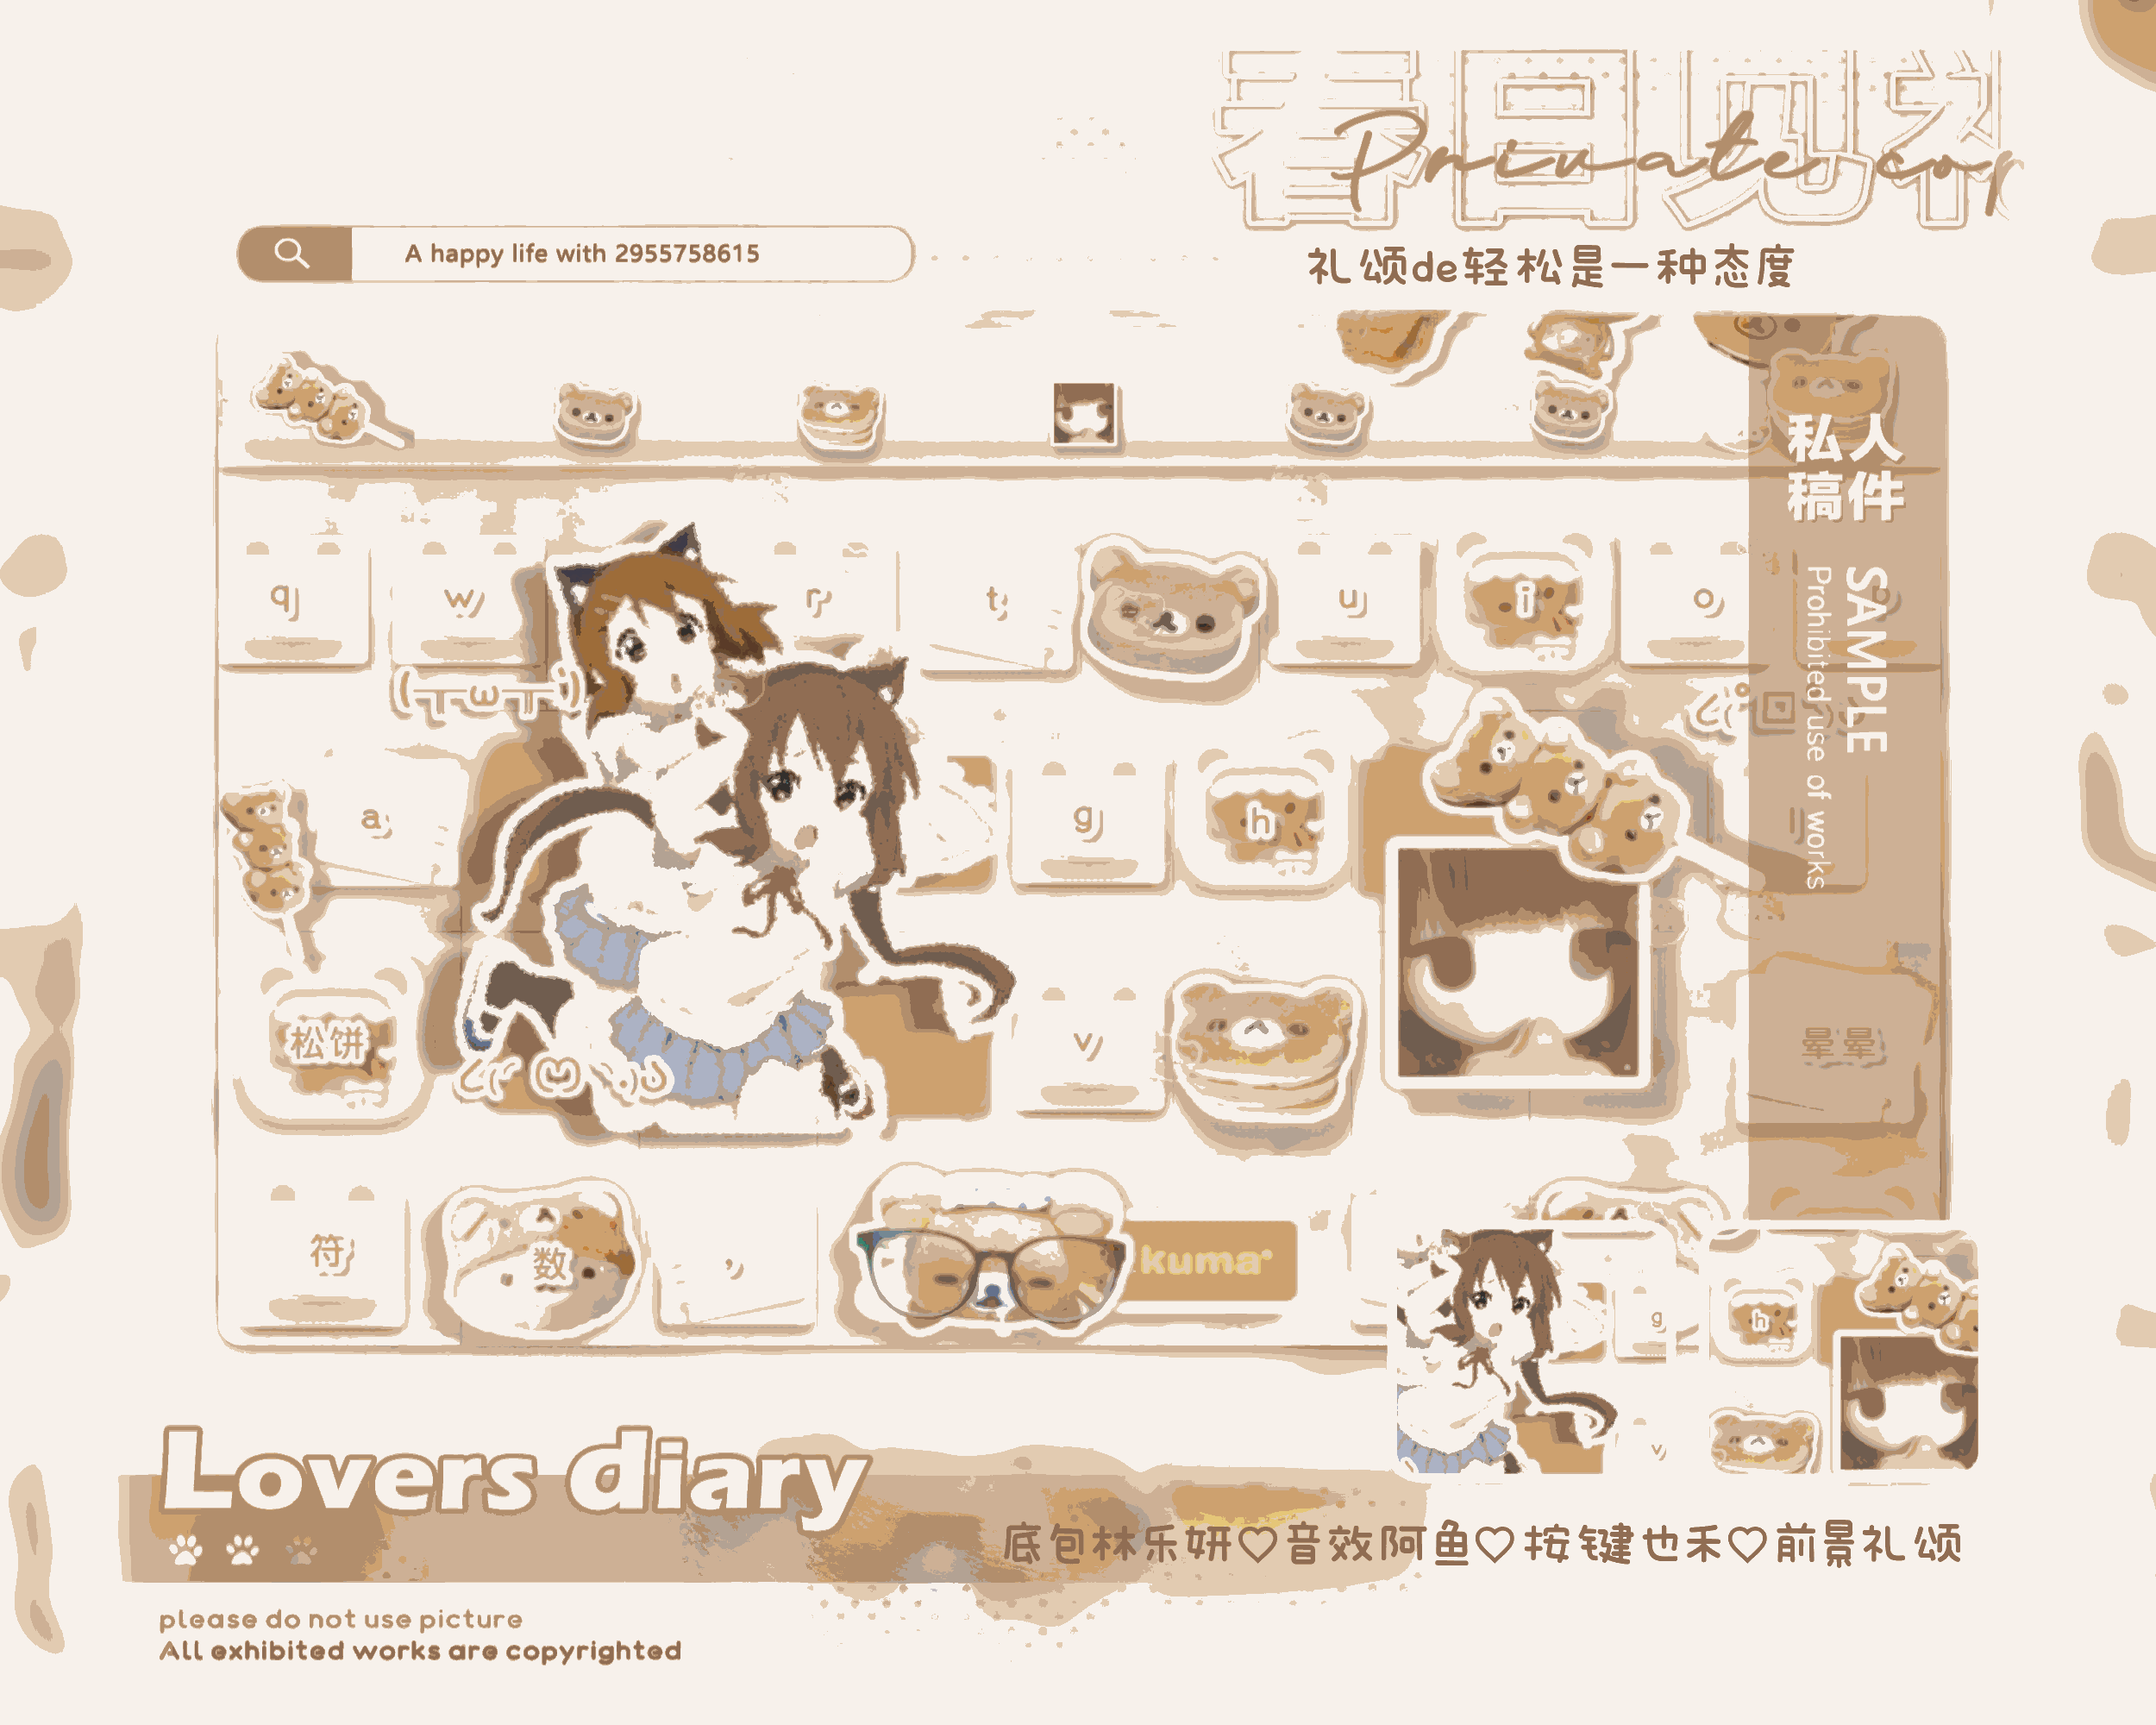 春日见
Private
A happy life with 2955758615
礼颂de轻松是一种态度
私人
稿件
SAMPLE
Prohibited use of works
q w r t u i o
(┬ω┬)
a g h
松饼 v 晕晕
符 数 , kuma
g h
v
Lovers diary
底包林乐妍♡音效阿鱼♡按键也禾♡前景礼颂
please do not use picture
All exhibited works are copyrighted